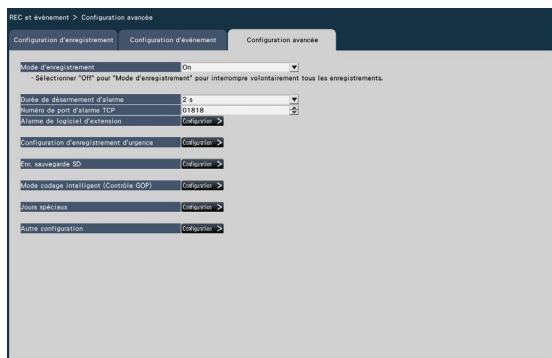 REC et événement > Configuration avancée
Configuration d'enregistrement Configuration d'événement Configuration avancée
Mode d'enregistrement On
· Sélectionner "Off" pour "Mode d'enregistrement" pour interrompre volontairement tous les enregistrements.
Durée de désarmement d'alarme 2 s
Numéro de port d'alarme TCP 01818
Alarme de logiciel d'extension Configuration >
Configuration d'enregistrement d'urgence Configuration >
Enr. sauvegarde SD Configuration >
Mode codage intelligent (Contrôle GOP) Configuration >
Jours spéciaux Configuration >
Autre configuration Configuration >